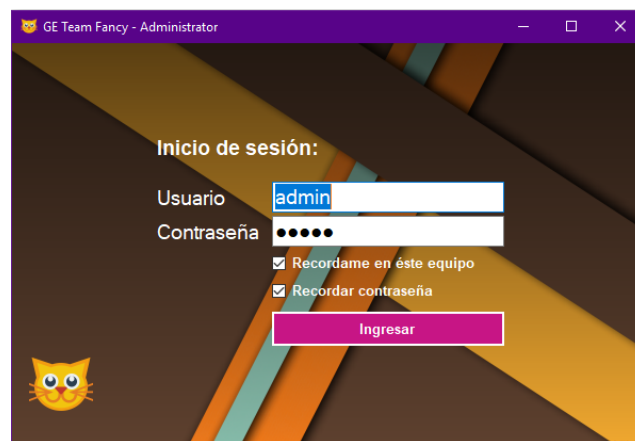 GE Team Fancy - Administrator
Inicio de sesión:
Usuario admin
Contraseña ●●●●●
Recordame en éste equipo
Recordar contraseña
Ingresar